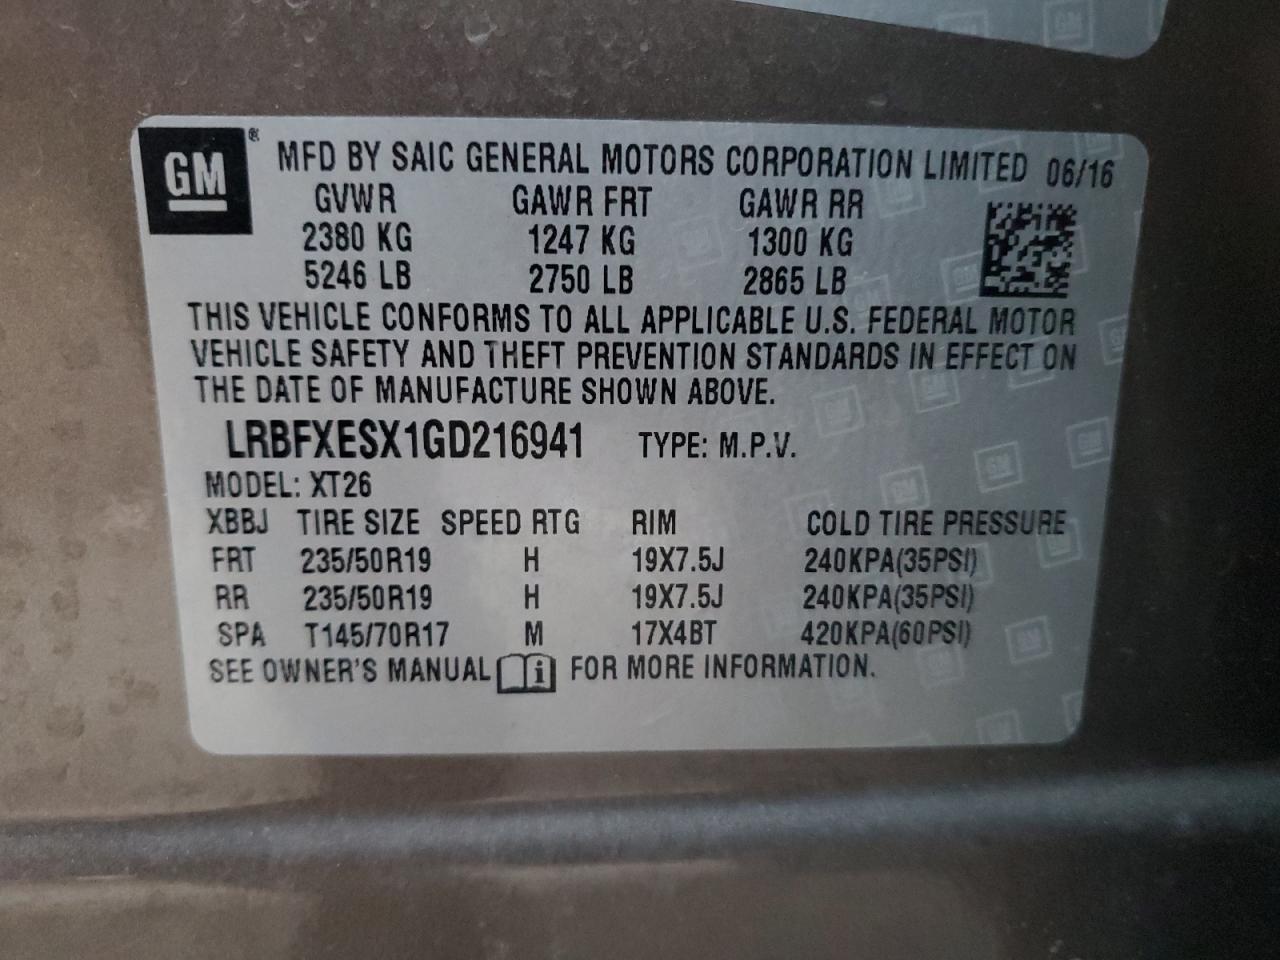 GM ®
MFD BY SAIC GENERAL MOTORS CORPORATION LIMITED 06/16
GVWR GAWR FRT GAWR RR
2380 KG 1247 KG 1300 KG
5246 LB 2750 LB 2865 LB
THIS VEHICLE CONFORMS TO ALL APPLICABLE U.S. FEDERAL MOTOR
VEHICLE SAFETY AND THEFT PREVENTION STANDARDS IN EFFECT ON
THE DATE OF MANUFACTURE SHOWN ABOVE.
LRBFXESX1GD216941 TYPE: M.P.V.
MODEL: XT26
XBBJ TIRE SIZE SPEED RTG RIM COLD TIRE PRESSURE
FRT 235/50R19 H 19X7.5J 240KPA(35PSI)
RR 235/50R19 H 19X7.5J 240KPA(35PSI)
SPA T145/70R17 M 17X4BT 420KPA(60PSI)
SEE OWNER'S MANUAL i FOR MORE INFORMATION.